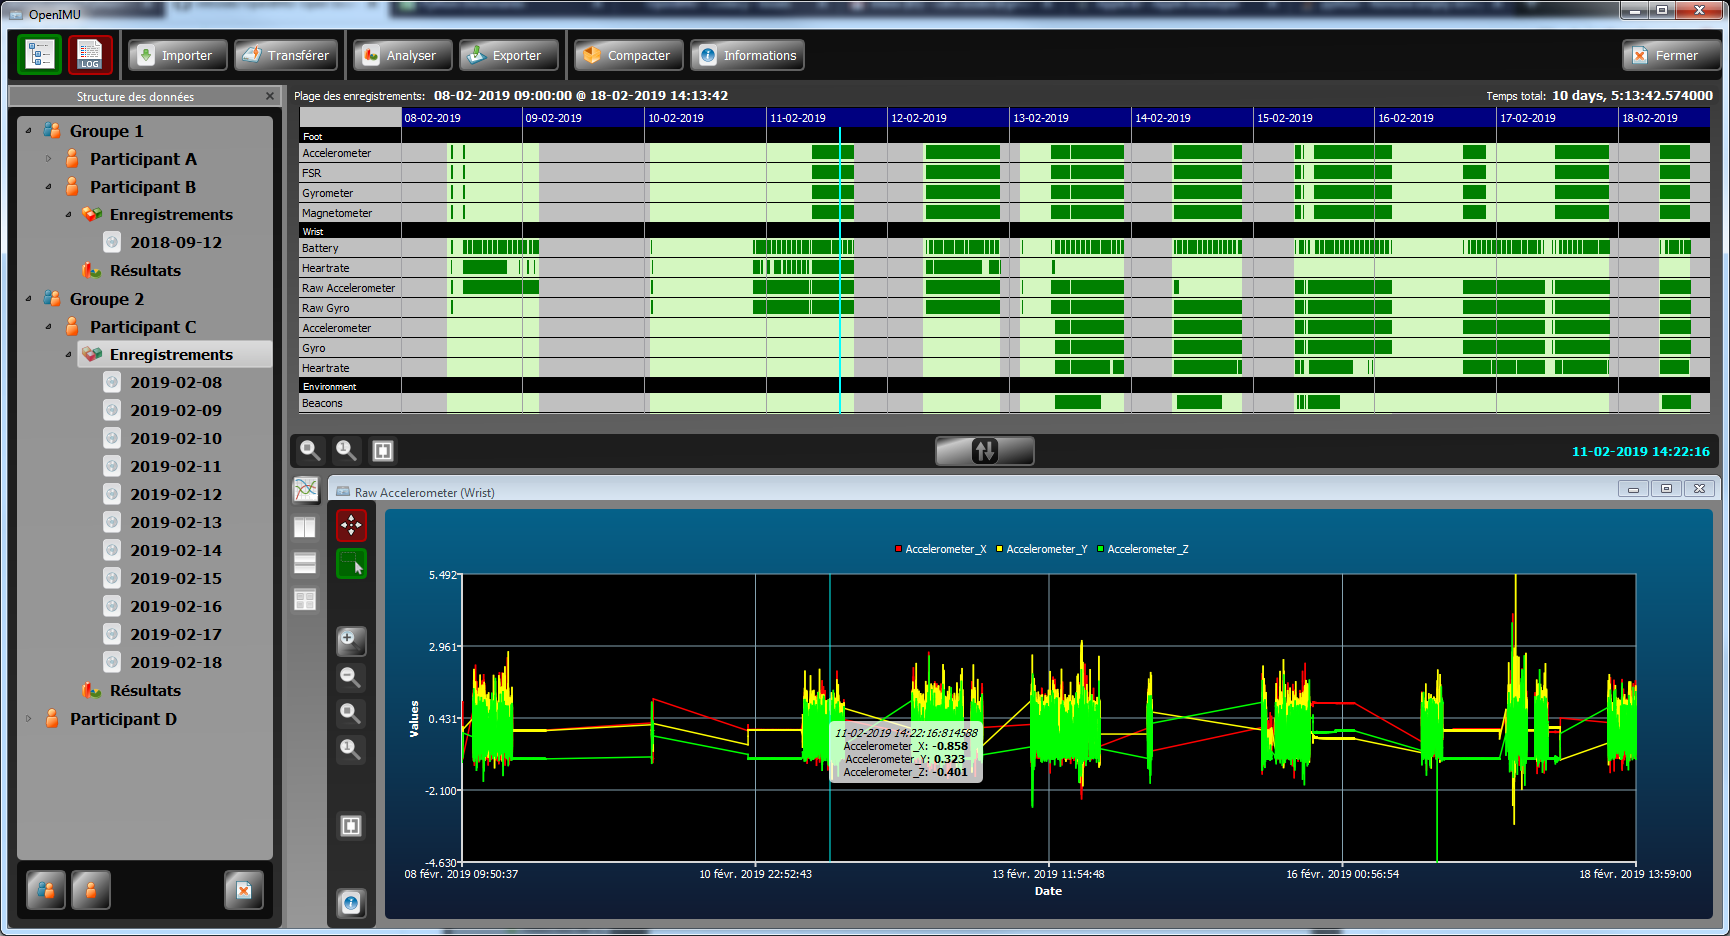 OpenIMU
LOG
Importer
Transférer
Analyser
Exporter
Compacter
Informations
Fermer
Structure des données
Groupe 1
Participant A
Participant B
Enregistrements
2018-09-12
Résultats
Groupe 2
Participant C
Enregistrements
2019-02-08
2019-02-09
2019-02-10
2019-02-11
2019-02-12
2019-02-13
2019-02-14
2019-02-15
2019-02-16
2019-02-17
2019-02-18
Résultats
Participant D
Plage des enregistrements: 08-02-2019 09:00:00 @ 18-02-2019 14:13:42
Temps total: 10 days, 5:13:42.574000
08-02-2019 09-02-2019 10-02-2019 11-02-2019 12-02-2019 13-02-2019 14-02-2019 15-02-2019 16-02-2019 17-02-2019 18-02-2019
Foot
Accelerometer
FSR
Gyrometer
Magnetometer
Wrist
Battery
Heartrate
Raw Accelerometer
Raw Gyro
Accelerometer
Gyro
Heartrate
Environment
Beacons
1
11-02-2019 14:22:16
Raw Accelerometer (Wrist)
1
Accelerometer_X Accelerometer_Y Accelerometer_Z
5.492
2.961
0.431
-2.100
-4.630
Values
11-02-2019 14:22:16:814588
Accelerometer_X: -0.858
Accelerometer_Y: 0.323
Accelerometer_Z: -0.401
08 févr. 2019 09:50:37
10 févr. 2019 22:52:43
13 févr. 2019 11:54:48
16 févr. 2019 00:56:54
18 févr. 2019 13:59:00
Date